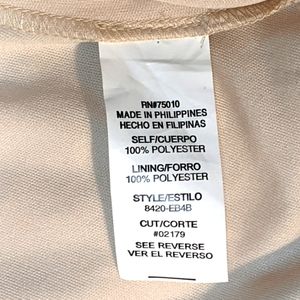 RN#75010
MADE IN PHILIPPINES
HECHO EN FILIPINAS
SELF/CUERPO
100% POLYESTER
LINING/FORRO
100% POLYESTER
STYLE/ESTILO
8420-EB4B
CUT/CORTE
#02179
SEE REVERSE
VER EL REVERSO